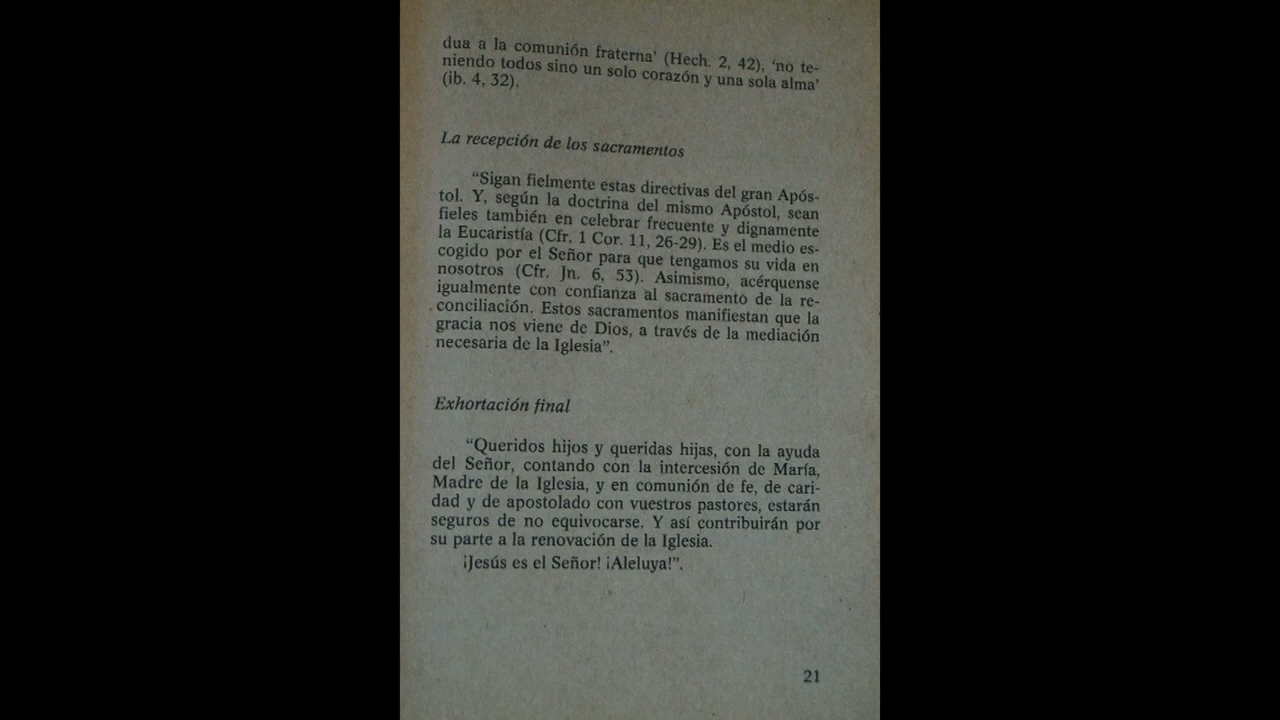 dua a la comunión fraterna’ (Hech. 2, 42), ‘no te-
niendo todos sino un solo corazón y una sola alma’
(ib. 4, 32).
La recepción de los sacramentos
“Sigan fielmente estas directivas del gran Após-
tol. Y, según la doctrina del mismo Apóstol, sean
fieles también en celebrar frecuente y dignamente
la Eucaristía (Cfr. 1 Cor. 11, 26-29). Es el medio es-
cogido por el Señor para que tengamos su vida en
nosotros (Cfr. Jn. 6, 53). Asimismo, acérquense
igualmente con confianza al sacramento de la re-
conciliación. Estos sacramentos manifiestan que la
gracia nos viene de Dios, a través de la mediación
necesaria de la Iglesia”.
Exhortación final
“Queridos hijos y queridas hijas, con la ayuda
del Señor, contando con la intercesión de María,
Madre de la Iglesia, y en comunión de fe, de cari-
dad y de apostolado con vuestros pastores, estarán
seguros de no equivocarse. Y así contribuirán por
su parte a la renovación de la Iglesia.
¡Jesús es el Señor! ¡Aleluya!”.
21